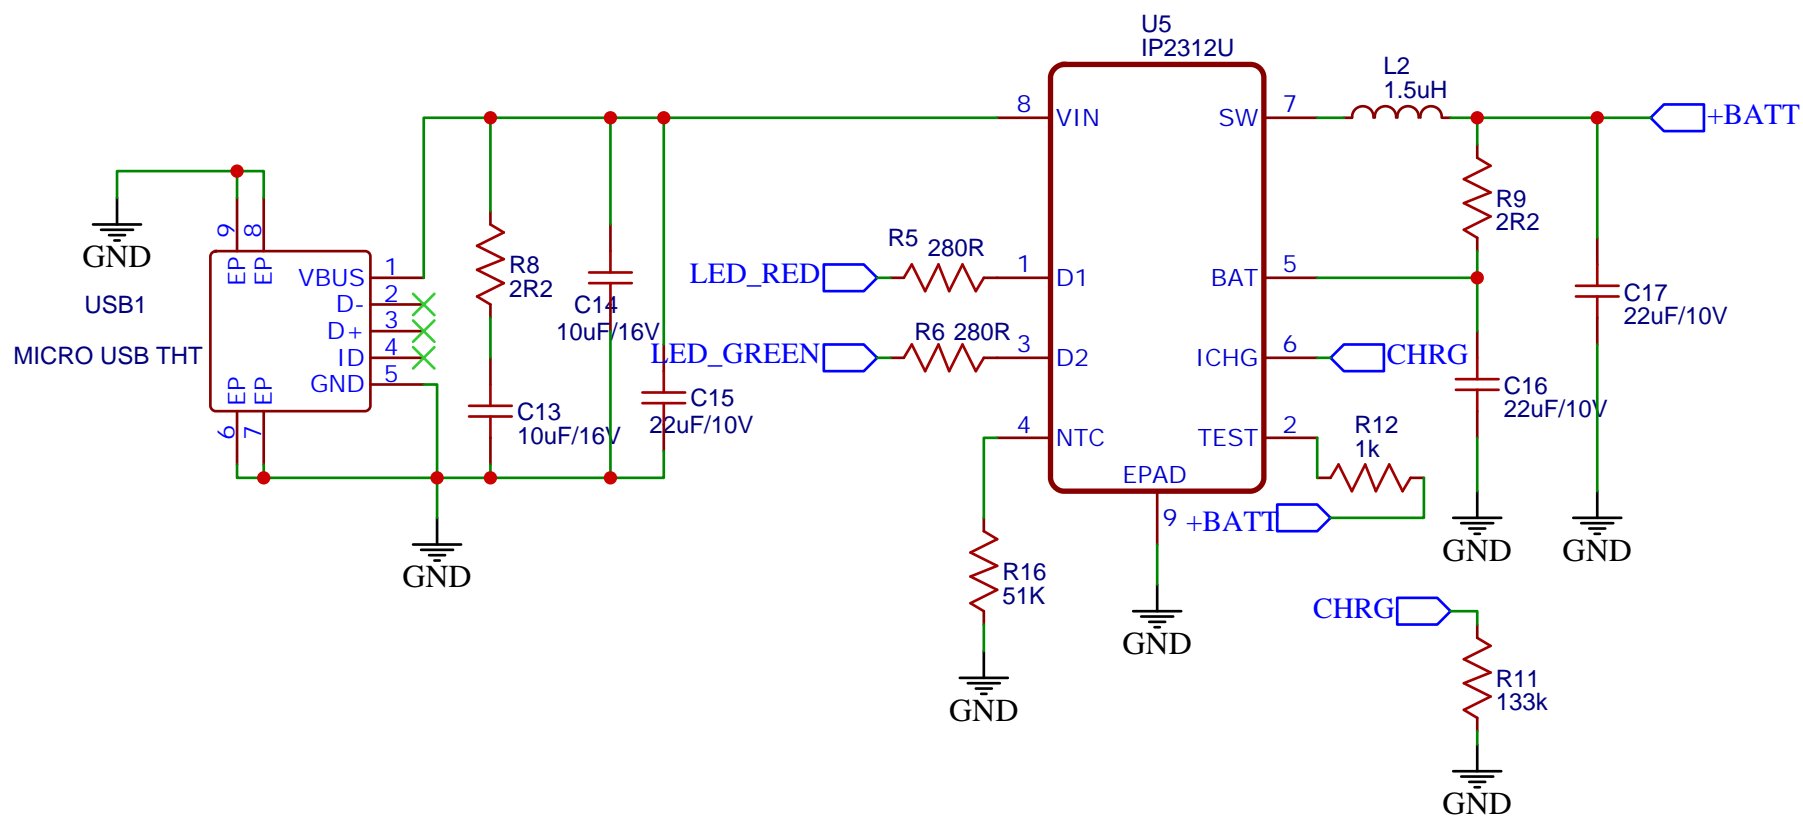 U5
IP2312U
L2
1.5uH
8
VIN
SW
7
+BATT
9
8
GND
EP
EP
VBUS
1
D-
2
D+
3
ID
4
GND
5
EP
EP
6
7
USB1
MICRO USB THT
R8
2R2
C14
10uF/16V
C13
10uF/16V
C15
22uF/10V
GND
R5
280R
LED_RED
1
D1
BAT
5
R9
2R2
C17
22uF/10V
R6
280R
LED_GREEN
3
D2
ICHG
6
CHRG
C16
22uF/10V
4
NTC
TEST
2
R12
1k
EPAD
9
+BATT
GND
GND
R16
51K
GND
GND
CHRG
R11
133k
GND